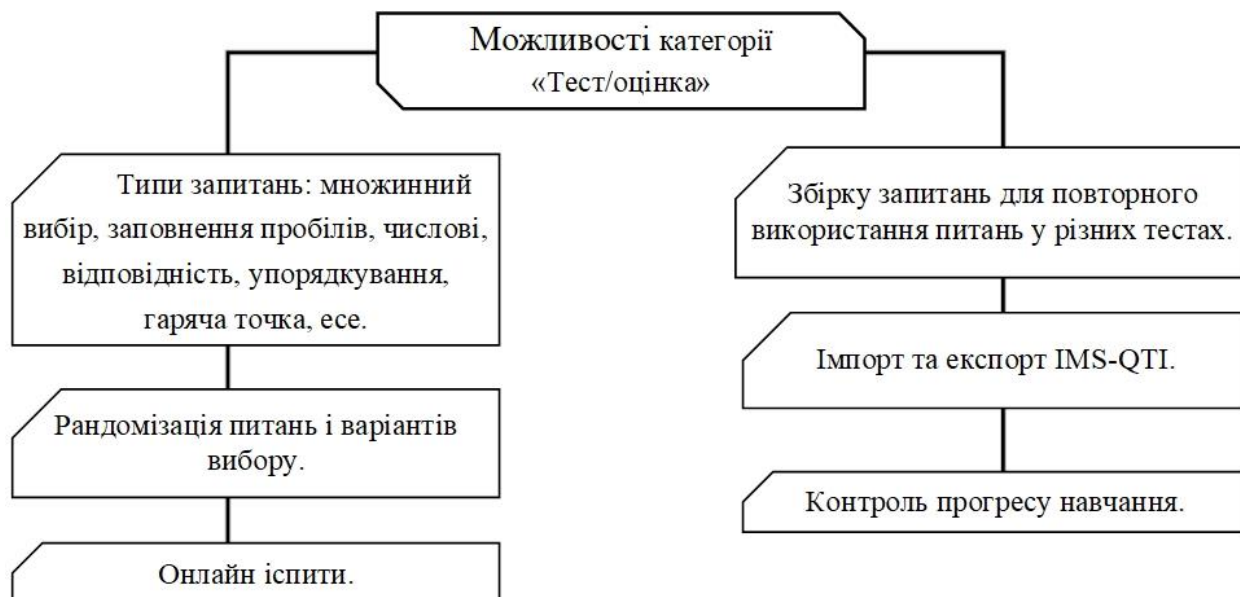 Можливості категорії
«Тест/оцінка»
Типи запитань: множинний
вибір, заповнення пробілів, числові,
відповідність, упорядкування,
гаряча точка, есе.
Рандомізація питань і варіантів
вибору.
Онлайн іспити.
Збірку запитань для повторного
використання питань у різних тестах.
Імпорт та експорт IMS-QTI.
Контроль прогресу навчання.